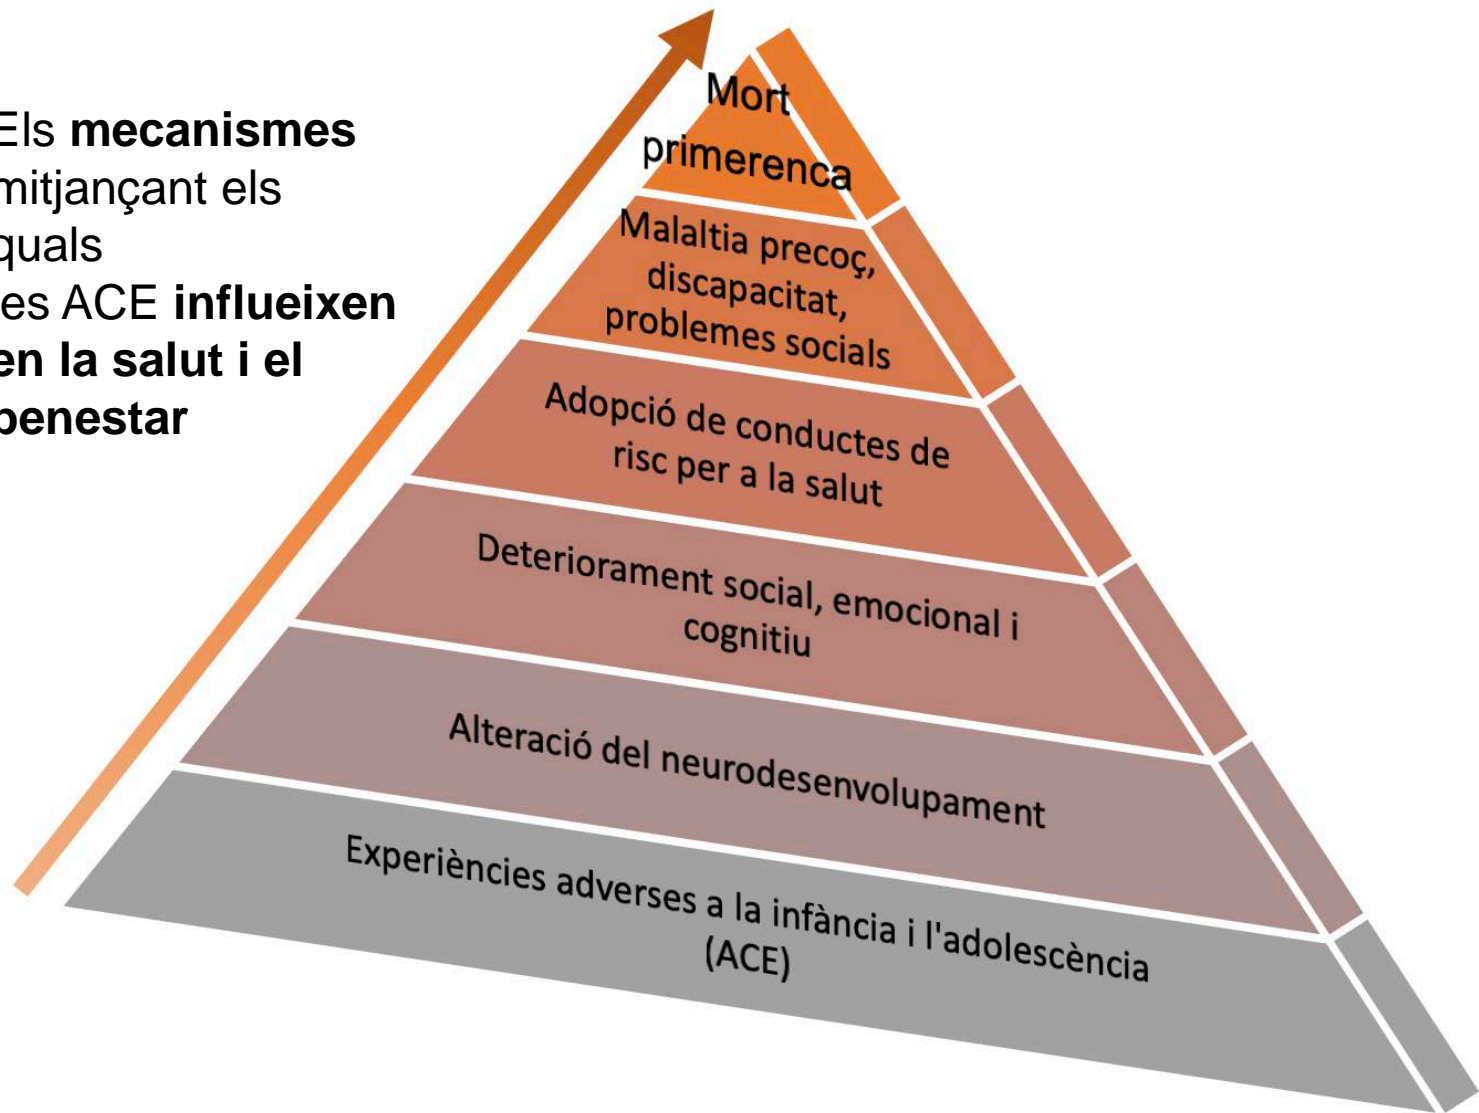 Els mecanismes
mitjançant els
quals
les ACE influeixen
en la salut i el
benestar
Mort
primerenca
Malaltia precoç,
discapacitat,
problemes socials
Adopció de conductes de
risc per a la salut
Deteriorament social, emocional i
cognitiu
Alteració del neurodesenvolupament
Experiències adverses a la infància i l'adolescència
(ACE)